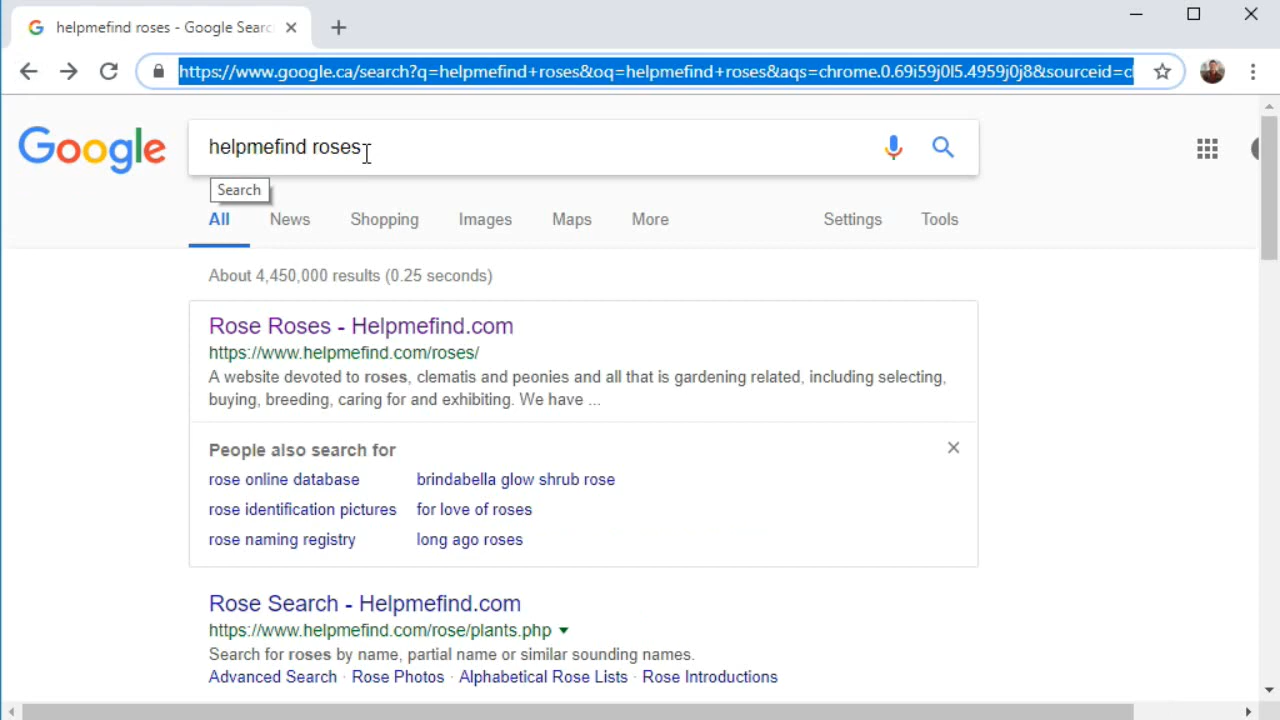 helpmefind roses - Google Searc
https://www.google.ca/search?q=helpmefind+roses&oq=helpmefind+roses&aqs=chrome.0.69i59j0l5.4959j0j8&sourceid=c
Google
helpmefind roses
Search
All News Shopping Images Maps More Settings Tools
About 4,450,000 results (0.25 seconds)
Rose Roses - Helpmefind.com
https://www.helpmefind.com/roses/
A website devoted to roses, clematis and peonies and all that is gardening related, including selecting,
buying, breeding, caring for and exhibiting. We have ...
People also search for
rose online database brindabella glow shrub rose
rose identification pictures for love of roses
rose naming registry long ago roses
Rose Search - Helpmefind.com
https://www.helpmefind.com/rose/plants.php
Search for roses by name, partial name or similar sounding names.
Advanced Search · Rose Photos · Alphabetical Rose Lists · Rose Introductions